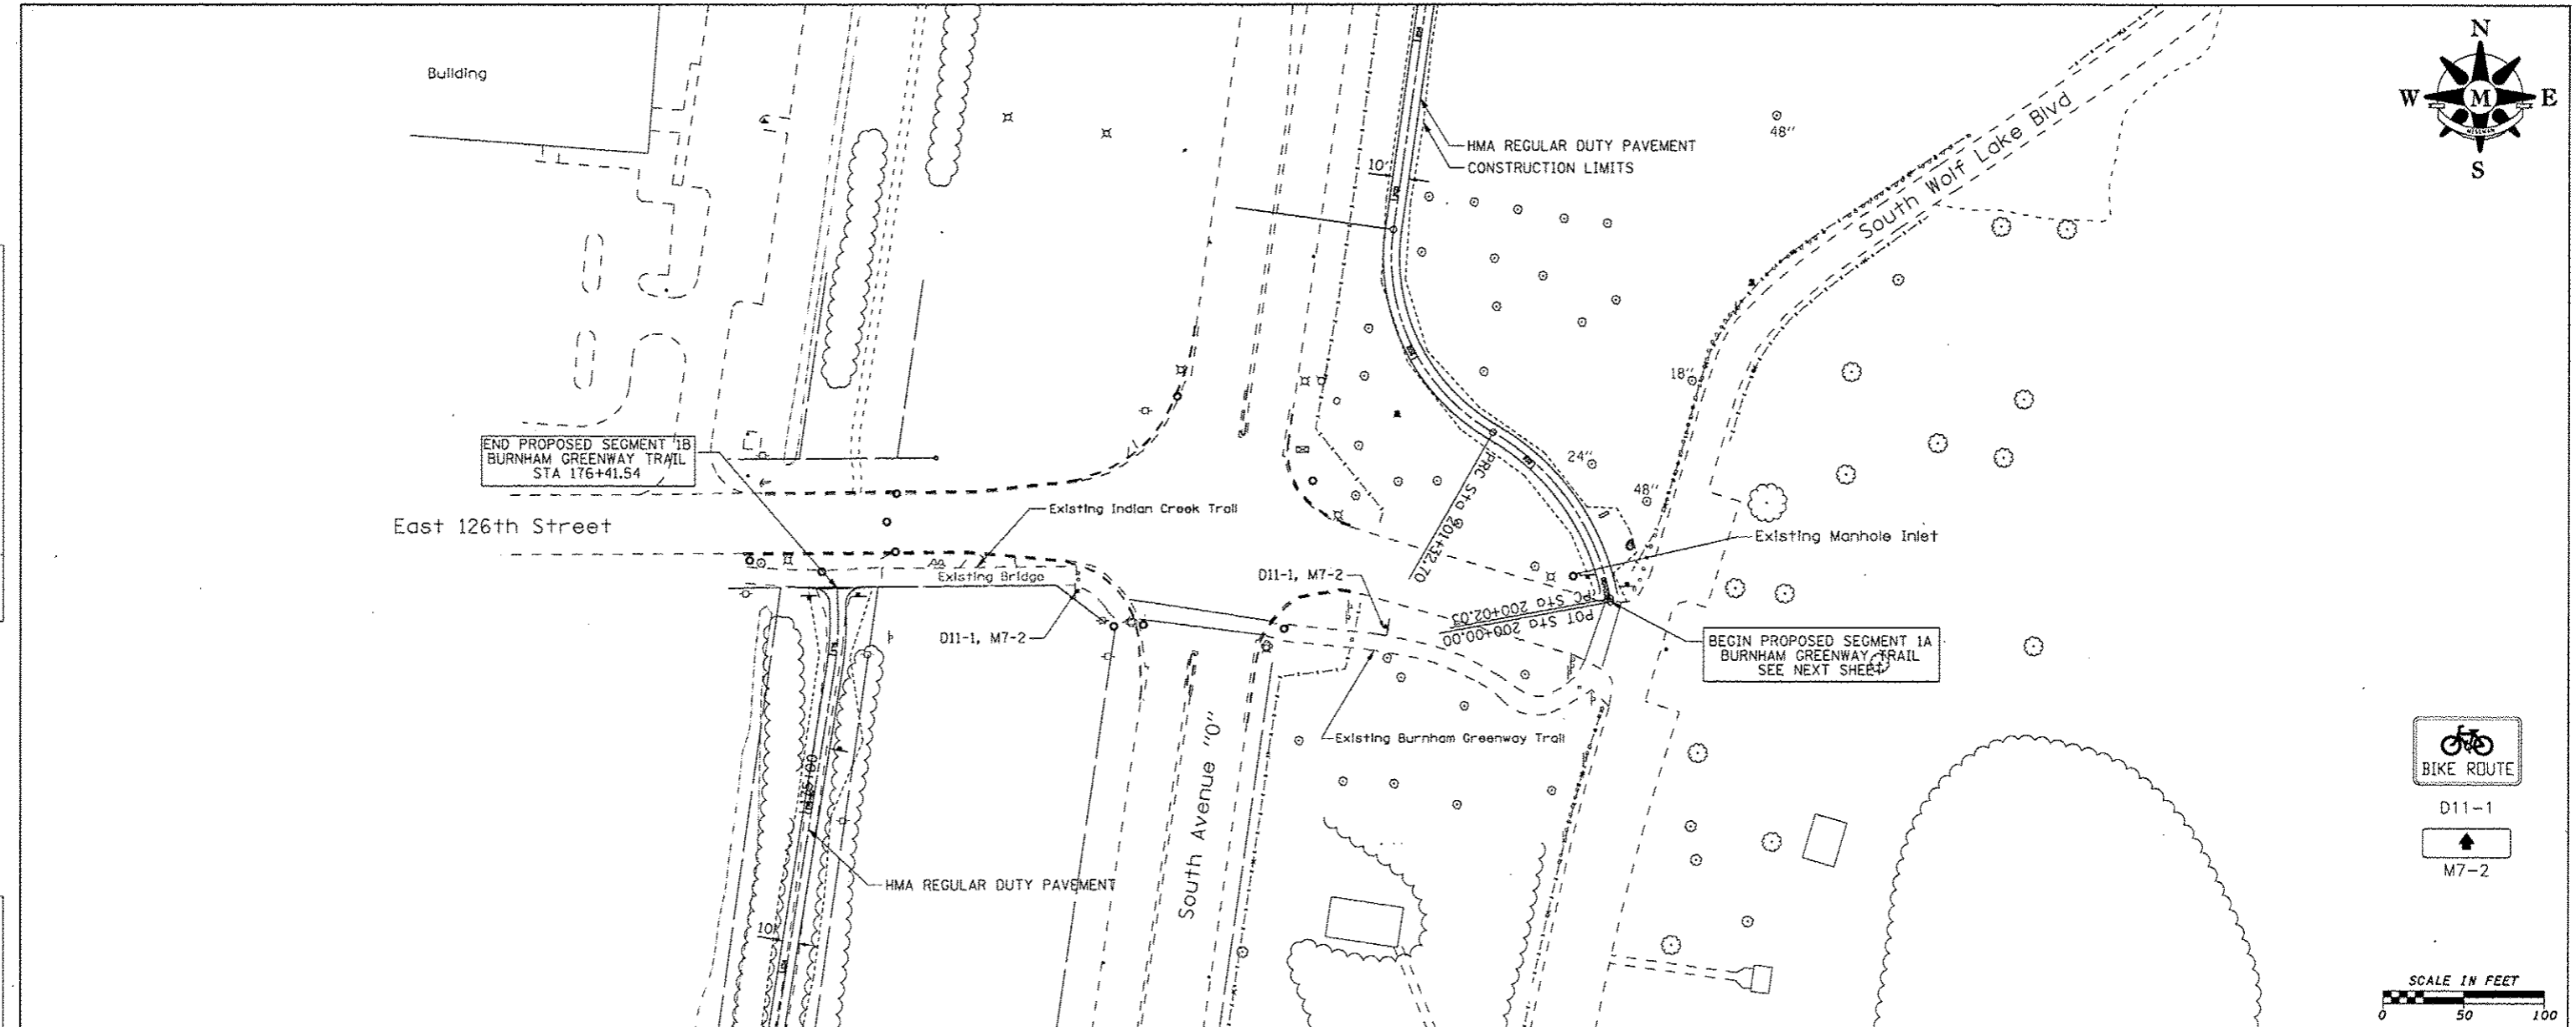 Building
N
W M E
S
48"
South Wolf Lake Blvd
HMA REGULAR DUTY PAVEMENT
CONSTRUCTION LIMITS
10'
18"
END PROPOSED SEGMENT 1B
BURNHAM GREENWAY TRAIL
STA 176+41.54
24"
48"
PRC Sta 201+32.70
East 126th Street
Existing Indian Creek Trail
Existing Manhole Inlet
Existing Bridge
D11-1, M7-2
PC Sta 200+02.03
POT Sta 200+00.00
D11-1, M7-2
BEGIN PROPOSED SEGMENT 1A
BURNHAM GREENWAY TRAIL
SEE NEXT SHEET
Existing Burnham Greenway Trail
South Avenue "O"
BIKE ROUTE
D11-1
M7-2
HMA REGULAR DUTY PAVEMENT
10'
SCALE IN FEET
0 50 100